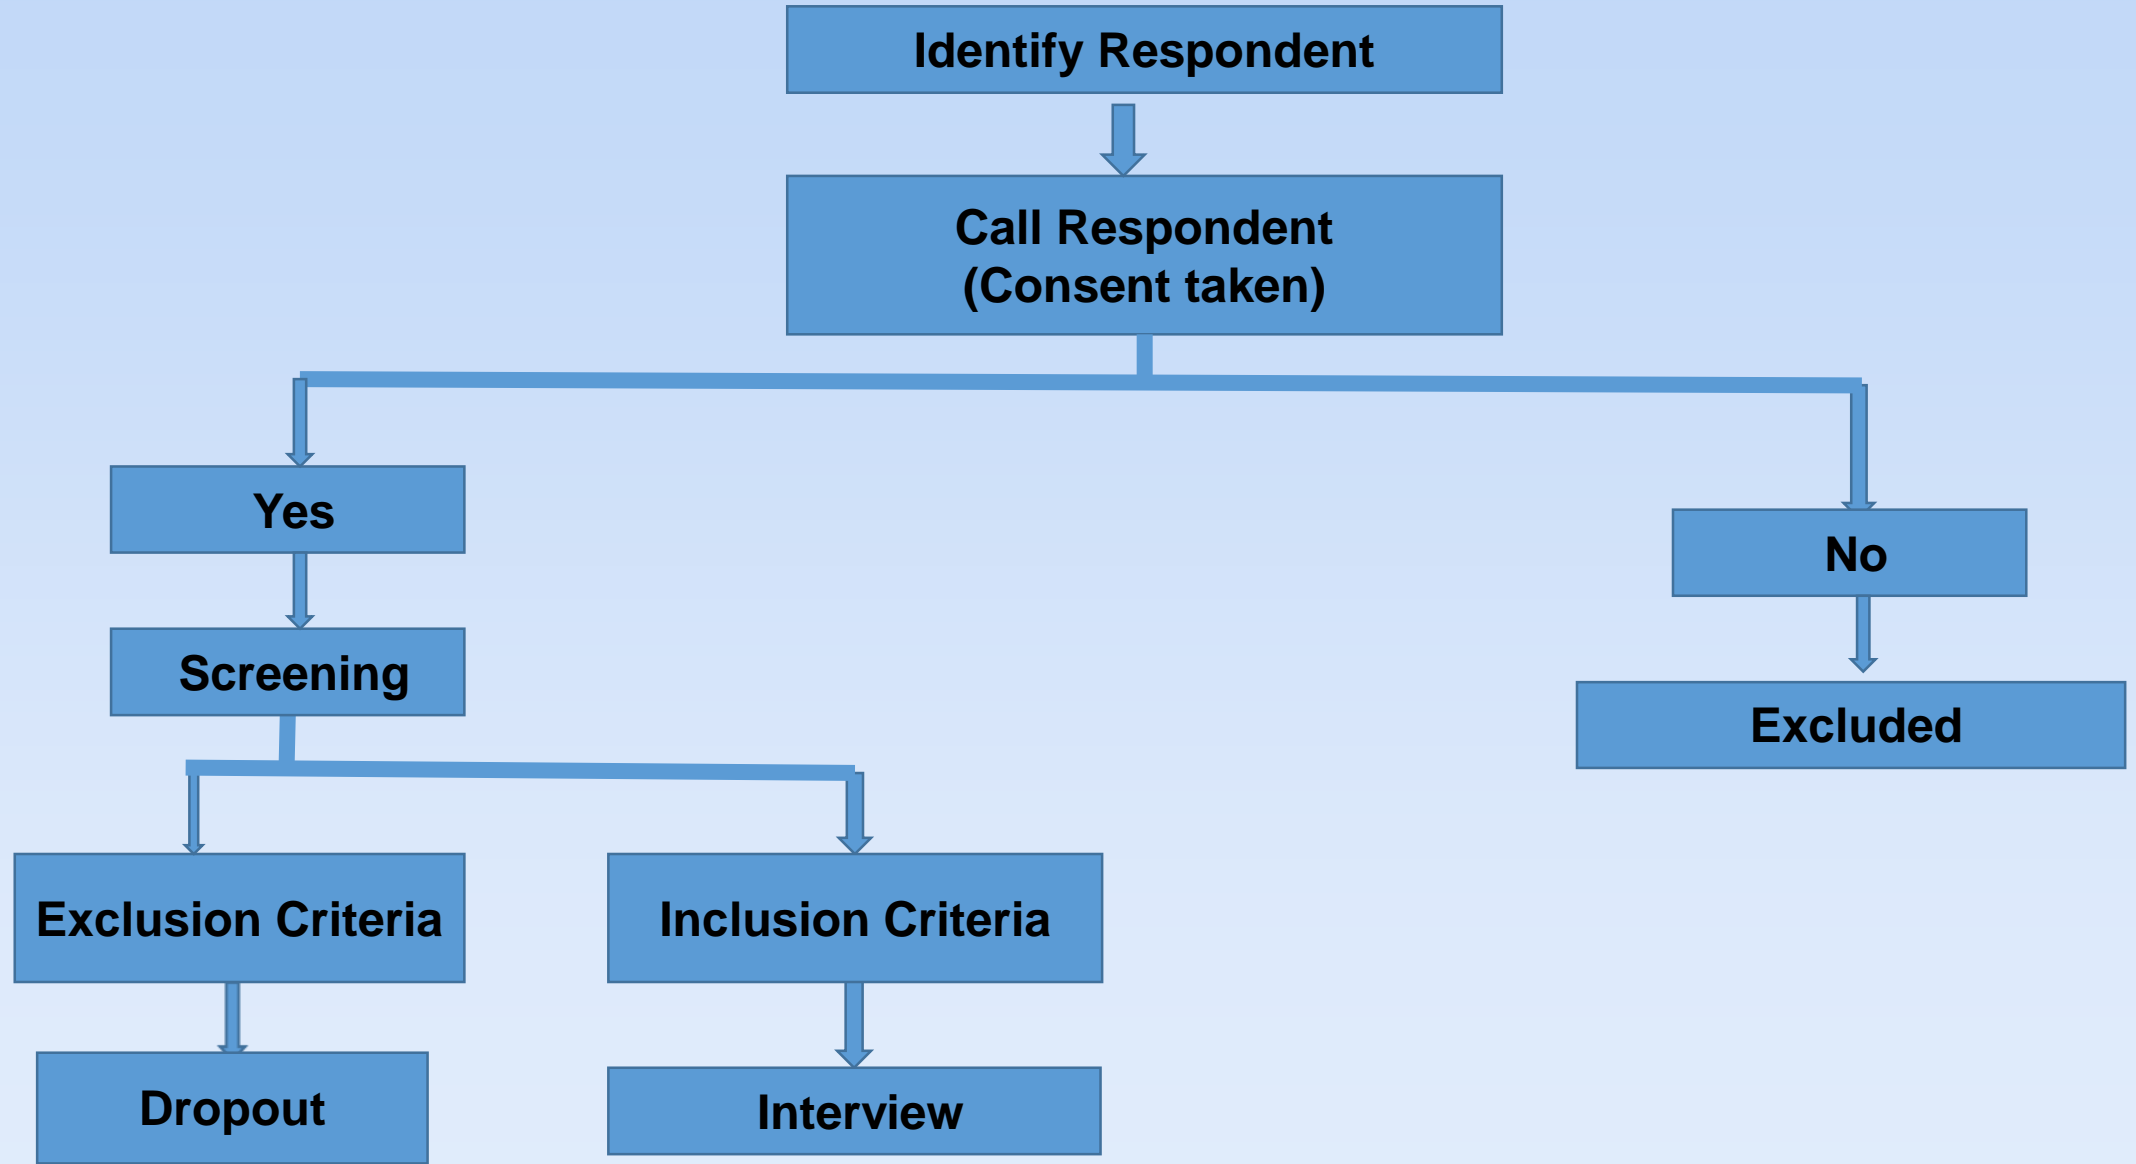 Identify Respondent
Call Respondent
(Consent taken)
Yes
No
Screening
Excluded
Exclusion Criteria
Inclusion Criteria
Dropout
Interview